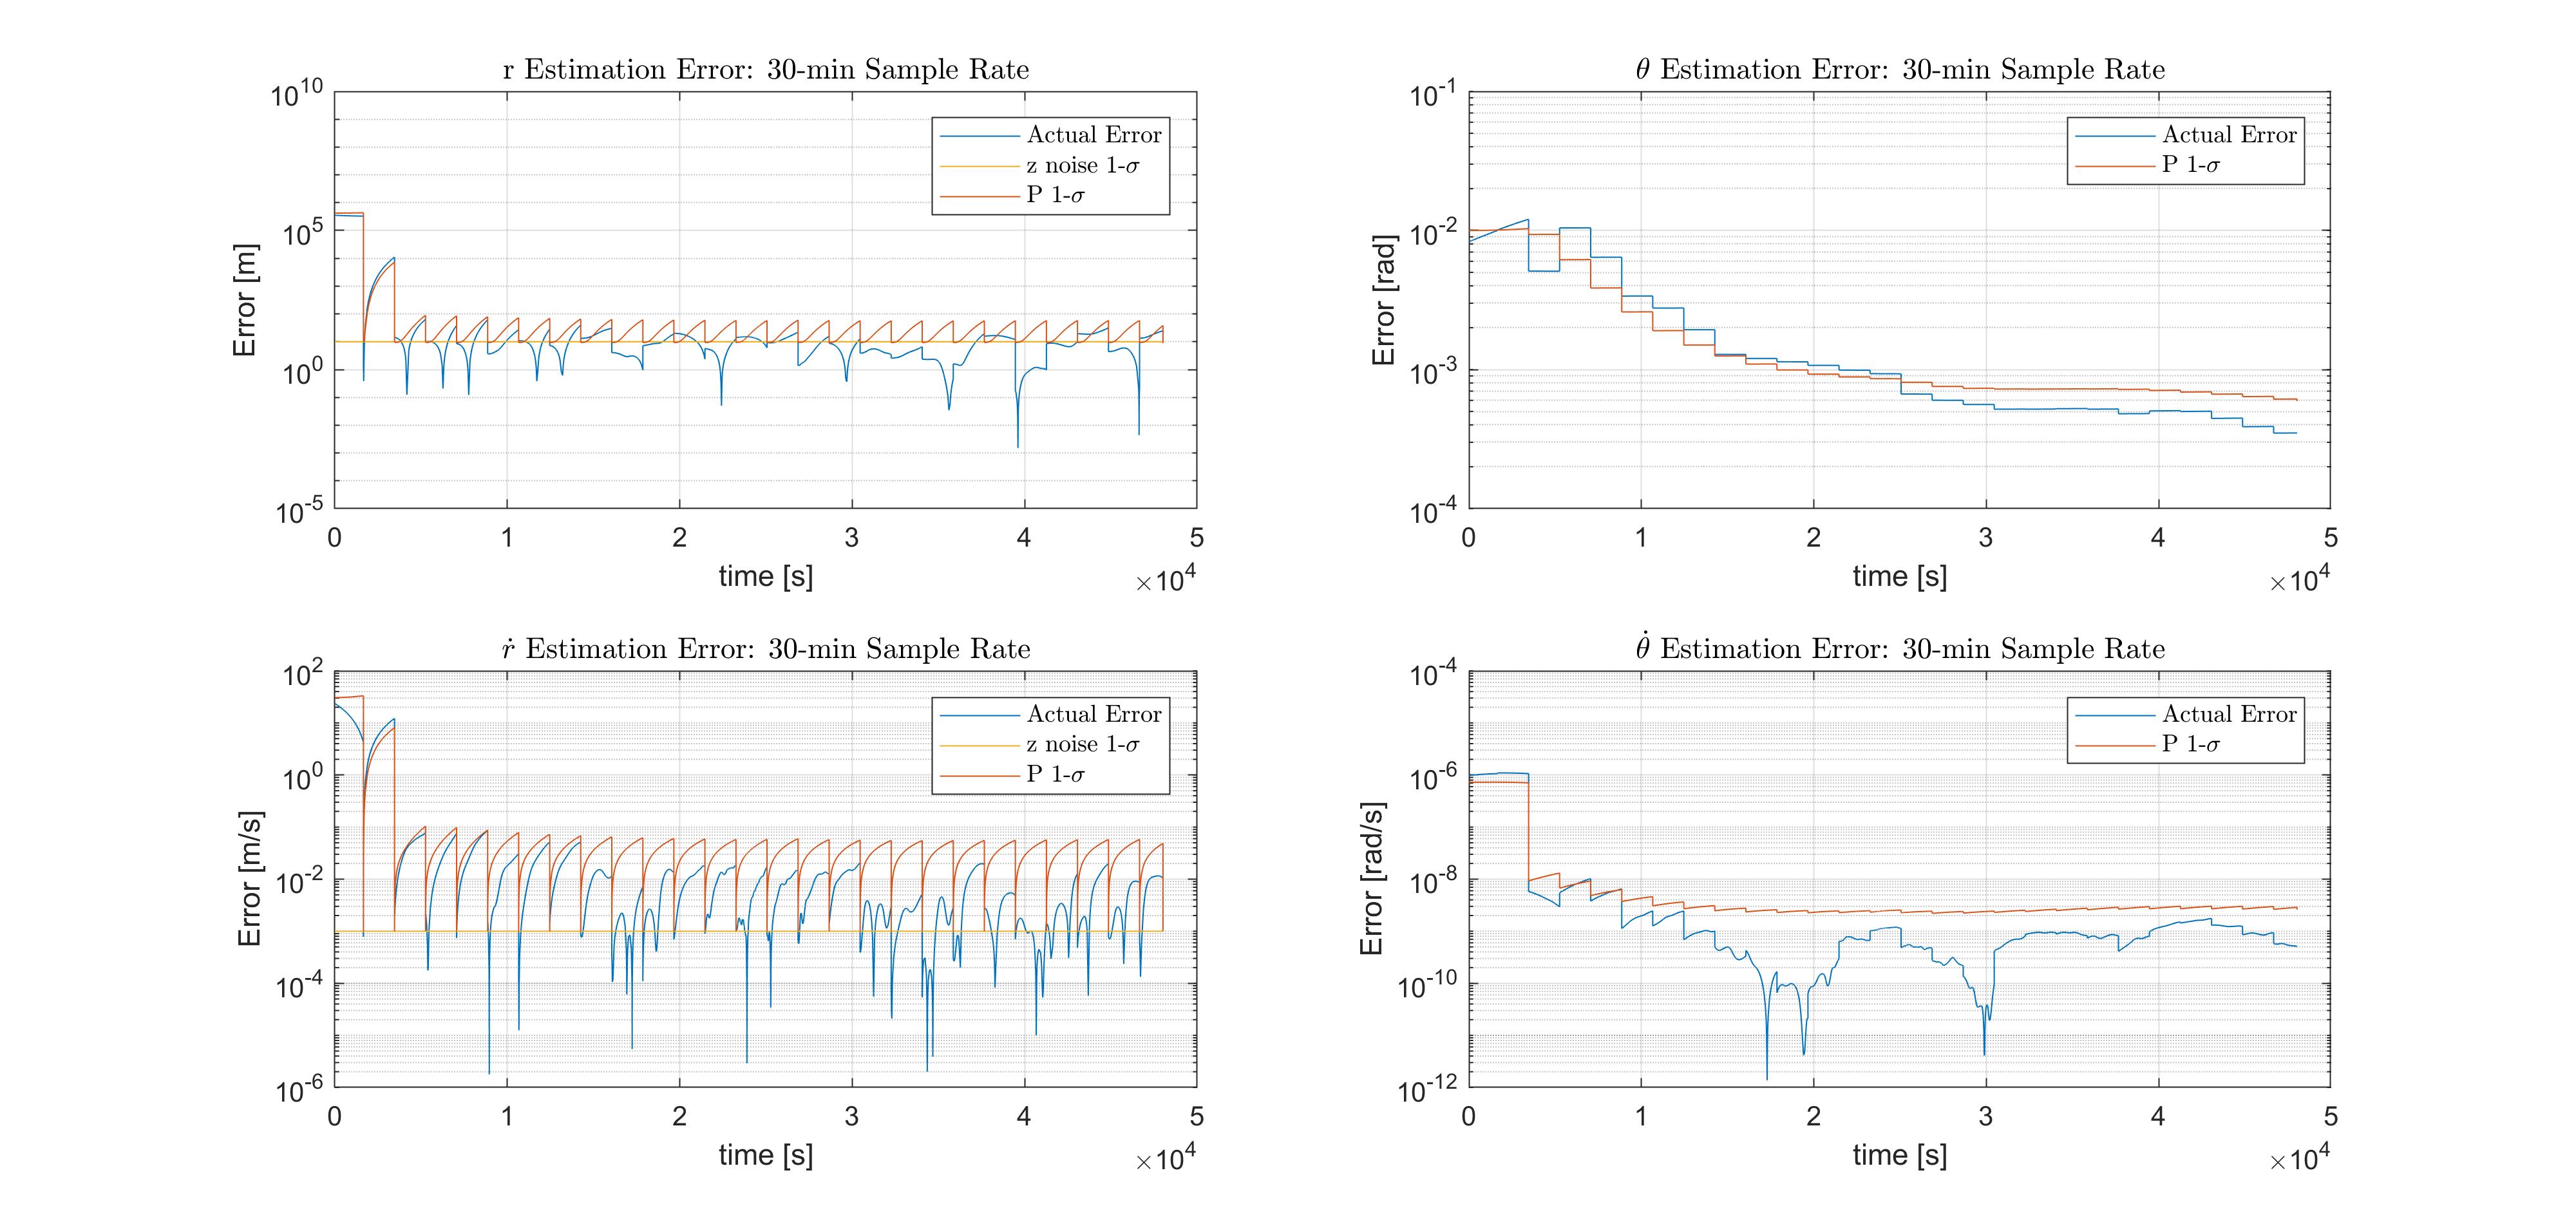 r Estimation Error: 30-min Sample Rate
10^10
10^5
10^0
10^-5
Error [m]
Actual Error
z noise 1-σ
P 1-σ
0 1 2 3 4 5
time [s]
×10^4
θ Estimation Error: 30-min Sample Rate
10^-1
10^-2
10^-3
10^-4
Error [rad]
Actual Error
P 1-σ
0 1 2 3 4 5
time [s]
×10^4
ṙ Estimation Error: 30-min Sample Rate
10^2
10^0
10^-2
10^-4
10^-6
Error [m/s]
Actual Error
z noise 1-σ
P 1-σ
0 1 2 3 4 5
time [s]
×10^4
θ̇ Estimation Error: 30-min Sample Rate
10^-4
10^-6
10^-8
10^-10
10^-12
Error [rad/s]
Actual Error
P 1-σ
0 1 2 3 4 5
time [s]
×10^4